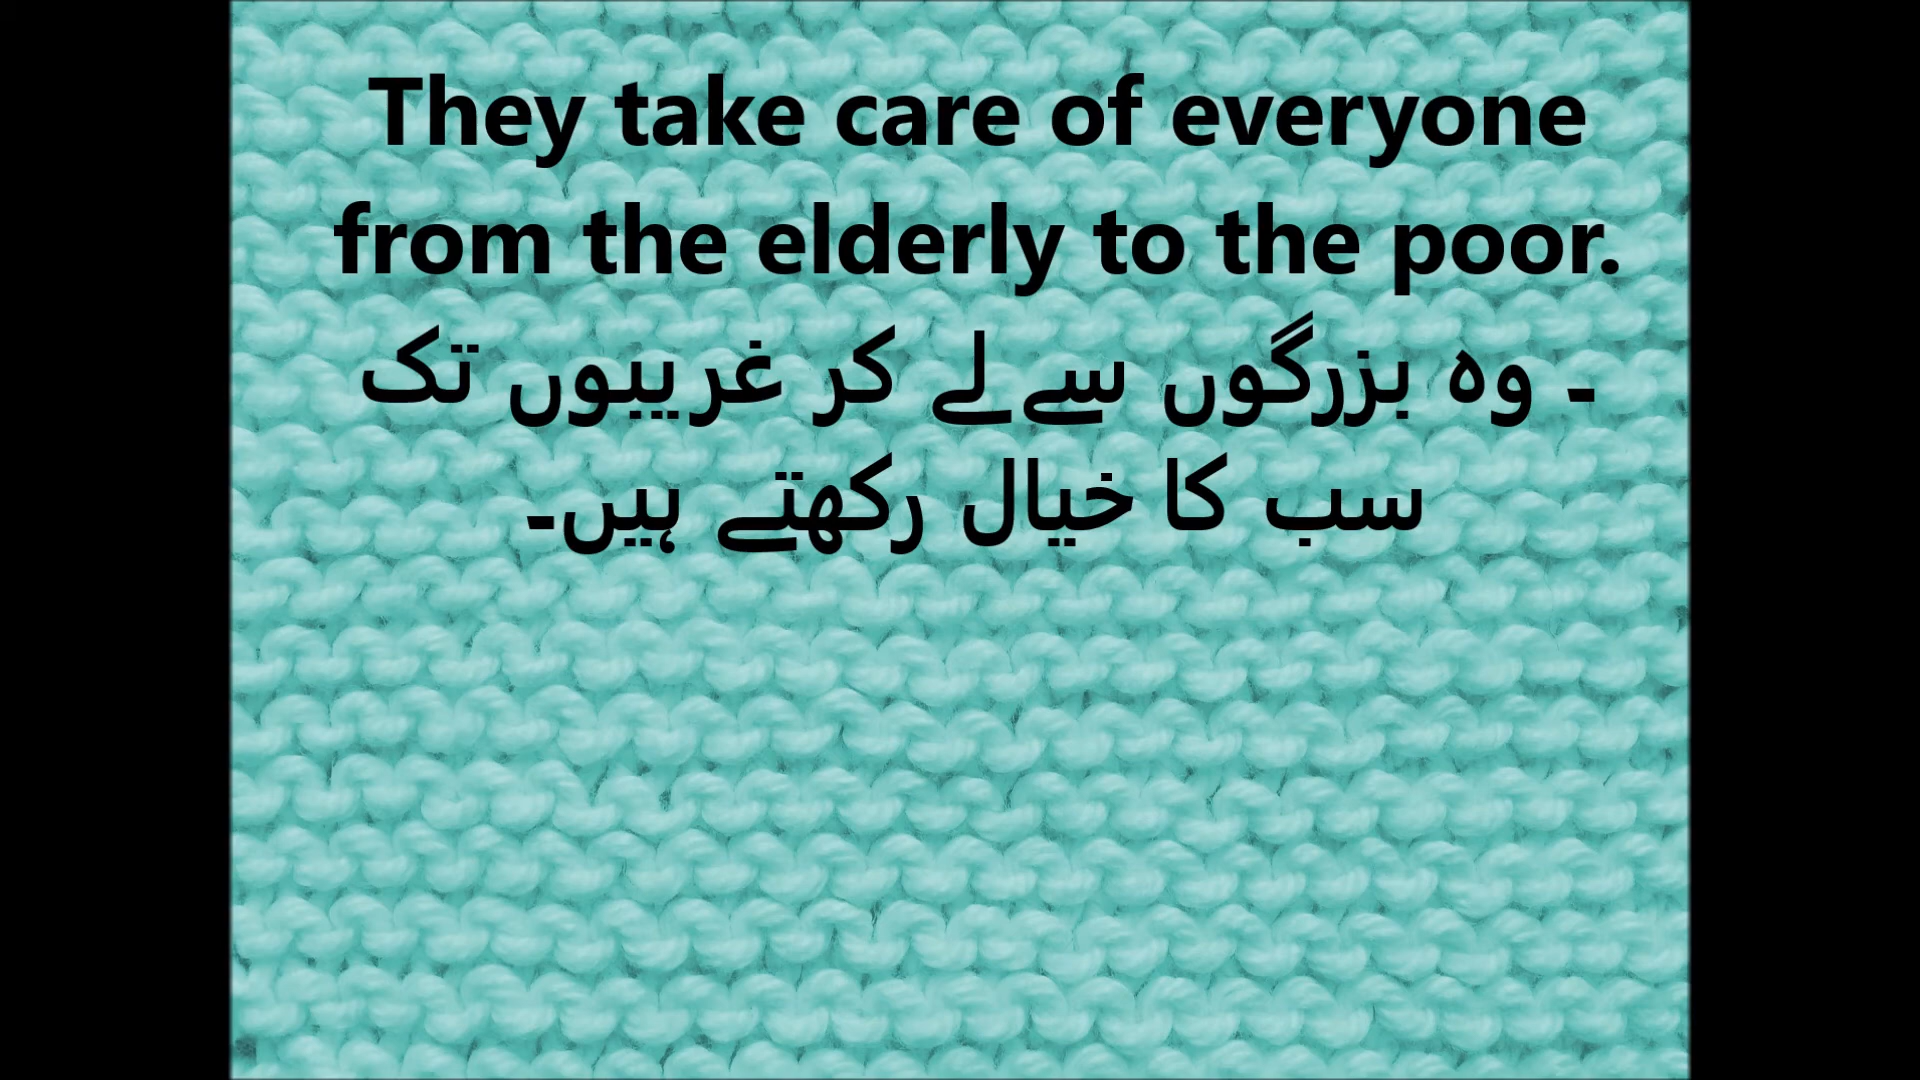 They take care of everyone
from the elderly to the poor.
۔ وہ بزرگوں سے لے کر غریبوں تک
سب کا خیال رکھتے ہیں۔